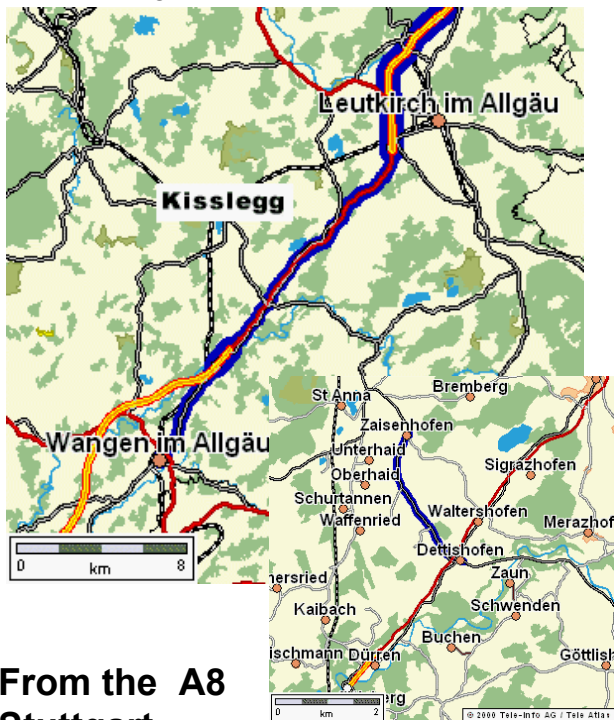 Leutkirch im Allgäu
Kisslegg
Wangen im Allgäu
0 km 8
Bremberg
St Anna
Zaisenhofen
Unterhaid
Sigrazhofen
Oberhaid
Schurtannen
Waltershofen
Waffenried
Merazhof
Dettishofen
Zaun
Kaibach
Schwenden
Buchen
Dürren
Göttlish
0 km 2
© 2000 Tele-Info AG / Tele Atlas
From the A8
Stuttgart